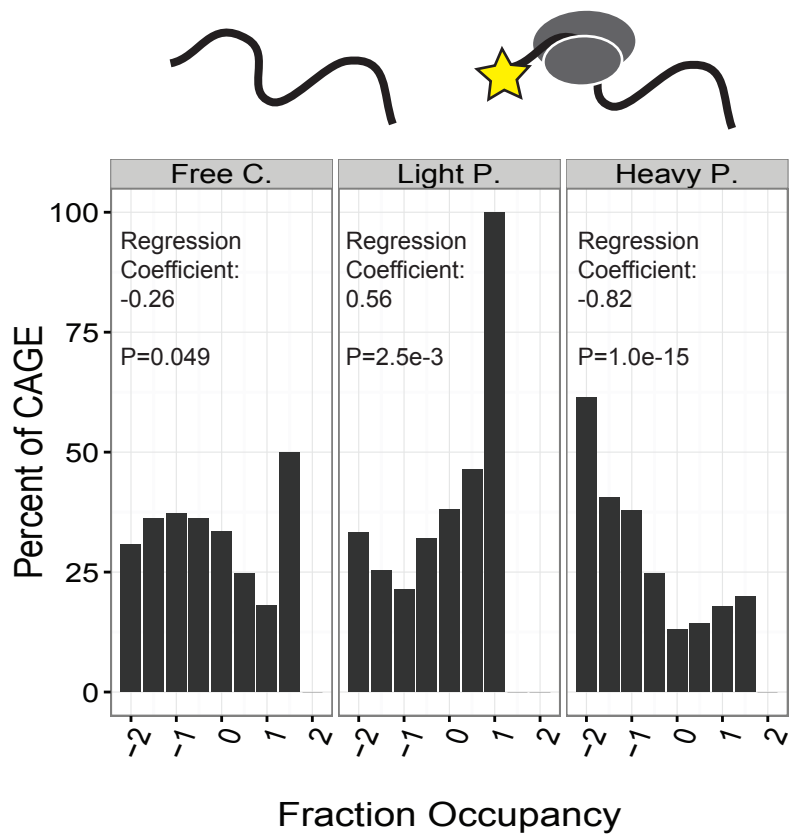 Free C.
Light P.
Heavy P.
Percent of CAGE
100
75
50
25
0
Regression
Coefficient:
-0.26
P=0.049
Regression
Coefficient:
0.56
P=2.5e-3
Regression
Coefficient:
-0.82
P=1.0e-15
−2
−1
0
1
2
−2
−1
0
1
2
−2
−1
0
1
2
Fraction Occupancy